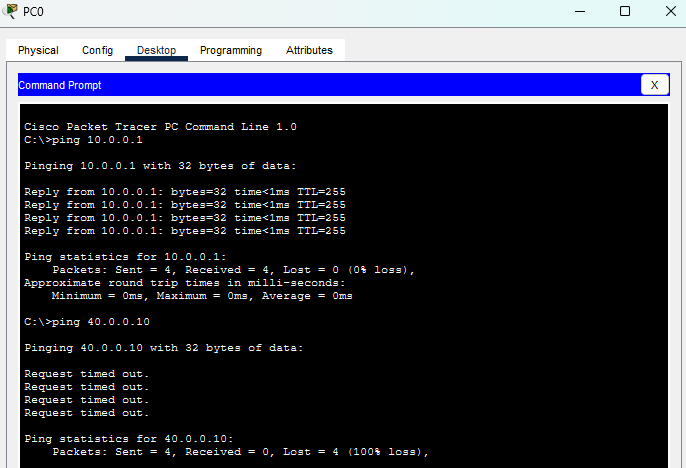 PC0
Physical Config Desktop Programming Attributes
Command Prompt
X
Cisco Packet Tracer PC Command Line 1.0
C:\>ping 10.0.0.1
Pinging 10.0.0.1 with 32 bytes of data:
Reply from 10.0.0.1: bytes=32 time<1ms TTL=255
Reply from 10.0.0.1: bytes=32 time<1ms TTL=255
Reply from 10.0.0.1: bytes=32 time<1ms TTL=255
Reply from 10.0.0.1: bytes=32 time<1ms TTL=255
Ping statistics for 10.0.0.1:
Packets: Sent = 4, Received = 4, Lost = 0 (0% loss),
Approximate round trip times in milli-seconds:
Minimum = 0ms, Maximum = 0ms, Average = 0ms
C:\>ping 40.0.0.10
Pinging 40.0.0.10 with 32 bytes of data:
Request timed out.
Request timed out.
Request timed out.
Request timed out.
Ping statistics for 40.0.0.10:
Packets: Sent = 4, Received = 0, Lost = 4 (100% loss),